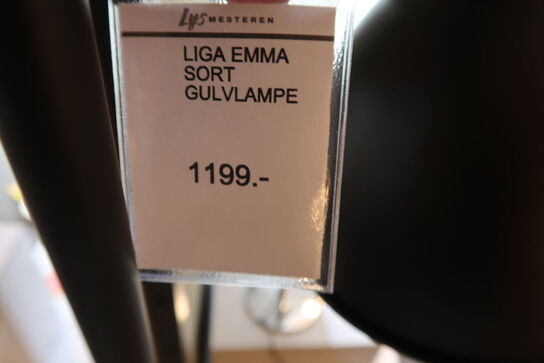 Lys MESTEREN
LIGA EMMA
SORT
GULVLAMPE
1199.-